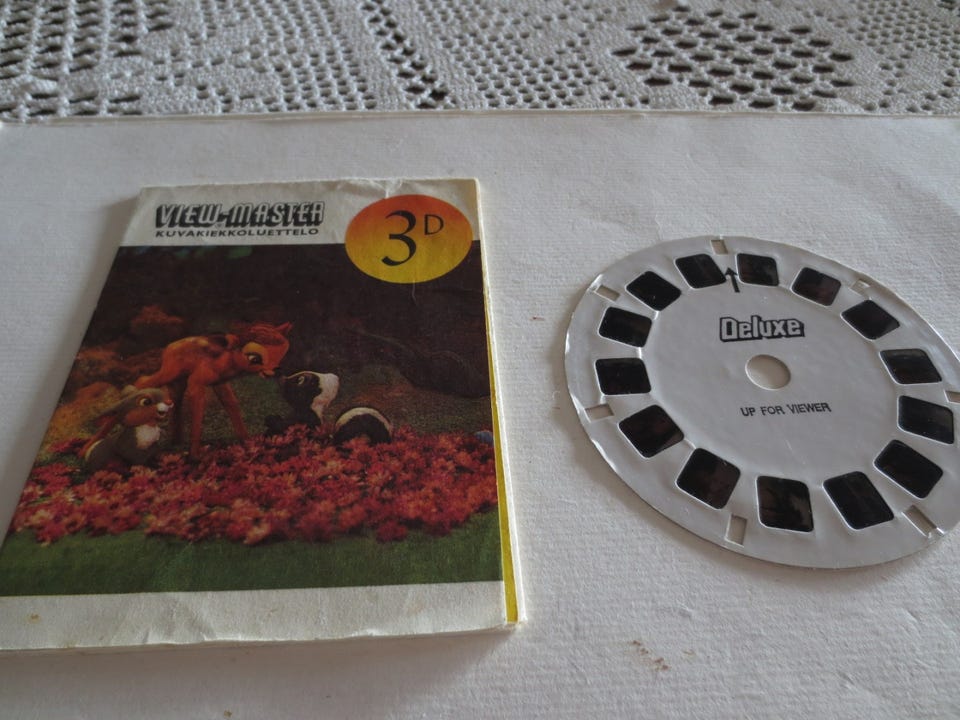 VIEW-MASTER
KUVAKIEKKOLUETTELO
3D
Deluxe
UP FOR VIEWER